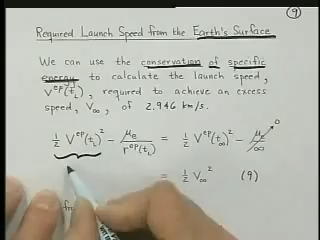 (9)
Required Launch Speed from the Earth's Surface
We can use the conservation of specific
energy to calculate the launch speed,
V^ep(t_L), required to achieve an excess
speed, V_∞, of 2.946 km/s.
½ V^ep(t_L)² - μ_e / r^ep(t_L) = ½ V^ep(t_∞)² - μ_e / ∞ → 0
= ½ V_∞² (9)